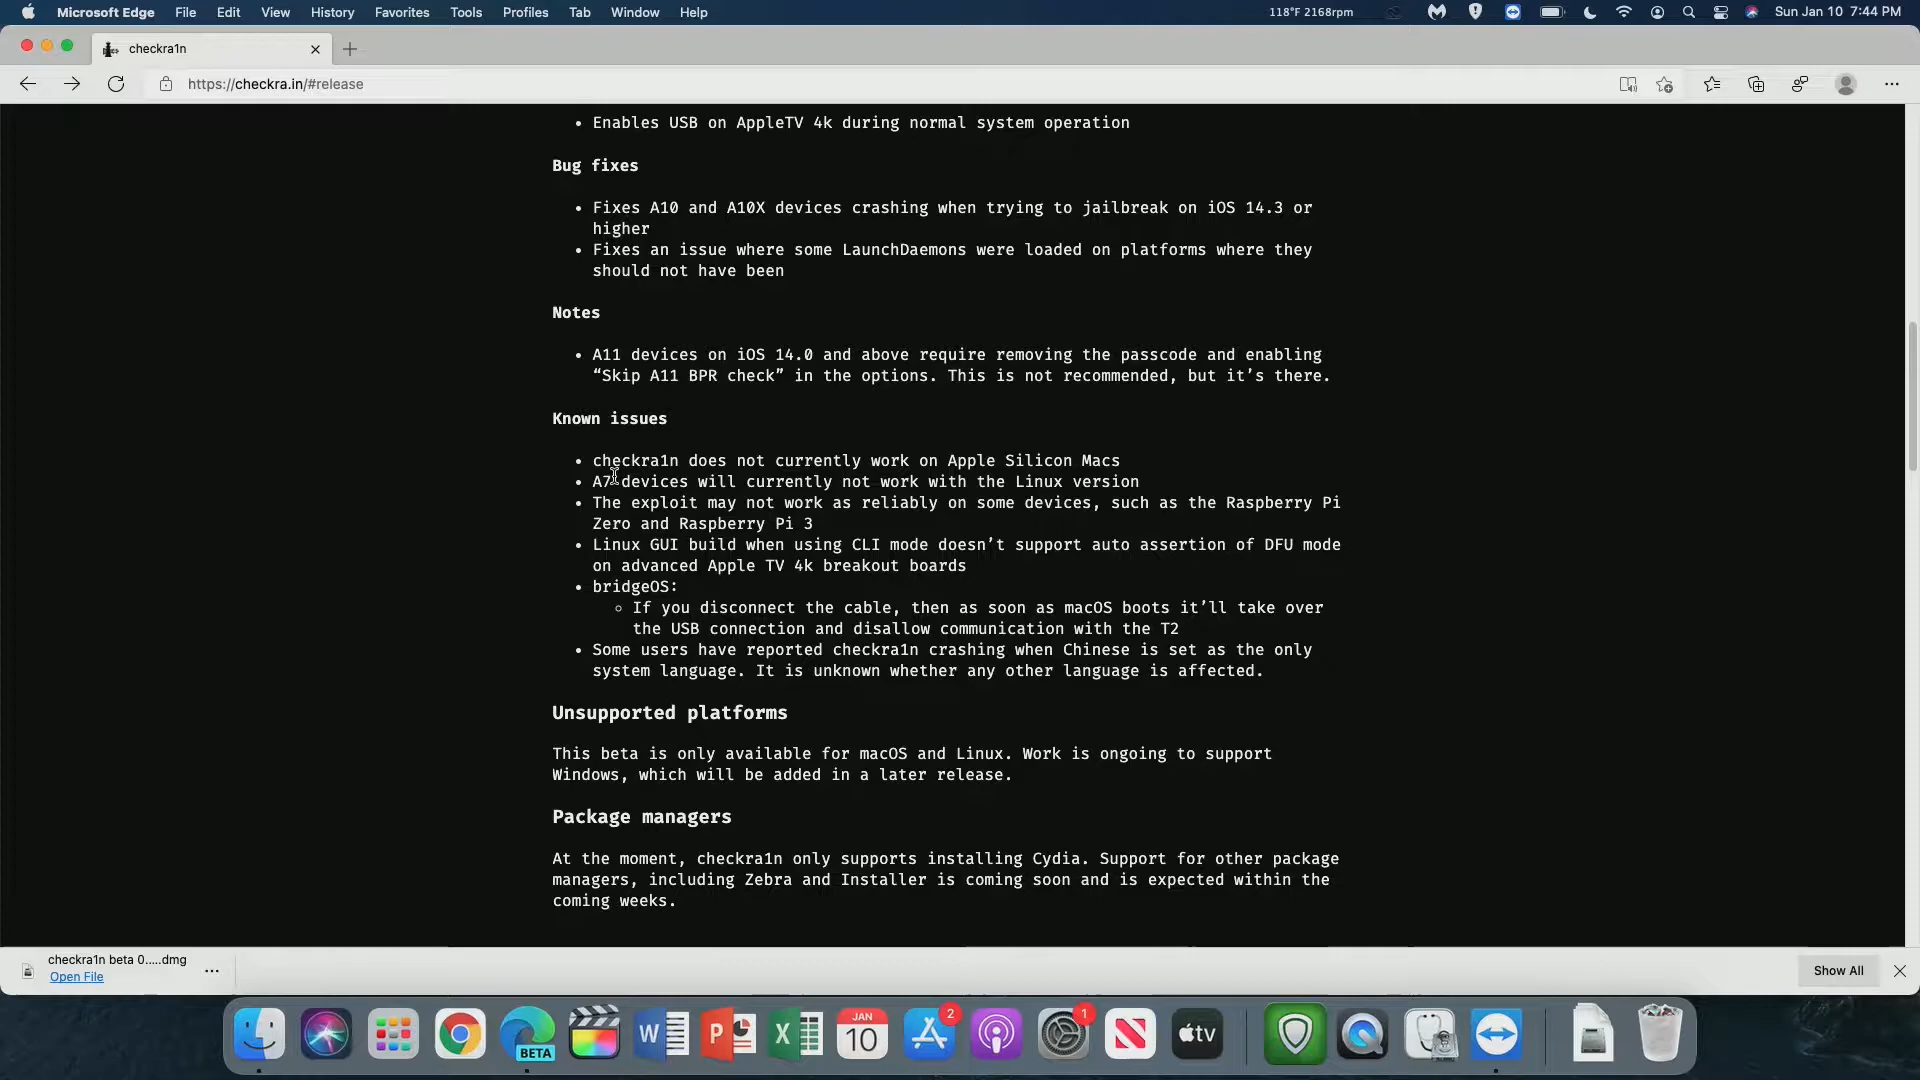 Microsoft Edge File Edit View History Favorites Tools Profiles Tab Window Help 118°F 2168rpm Sun Jan 10 7:44 PM
checkra1n
https://checkra.in/#release
• Enables USB on AppleTV 4k during normal system operation
Bug fixes
• Fixes A10 and A10X devices crashing when trying to jailbreak on iOS 14.3 or
higher
• Fixes an issue where some LaunchDaemons were loaded on platforms where they
should not have been
Notes
• A11 devices on iOS 14.0 and above require removing the passcode and enabling
“Skip A11 BPR check” in the options. This is not recommended, but it’s there.
Known issues
• checkra1n does not currently work on Apple Silicon Macs
• A7 devices will currently not work with the Linux version
• The exploit may not work as reliably on some devices, such as the Raspberry Pi
Zero and Raspberry Pi 3
• Linux GUI build when using CLI mode doesn’t support auto assertion of DFU mode
on advanced Apple TV 4k breakout boards
• bridgeOS:
◦ If you disconnect the cable, then as soon as macOS boots it’ll take over
the USB connection and disallow communication with the T2
• Some users have reported checkra1n crashing when Chinese is set as the only
system language. It is unknown whether any other language is affected.
Unsupported platforms
This beta is only available for macOS and Linux. Work is ongoing to support
Windows, which will be added in a later release.
Package managers
At the moment, checkra1n only supports installing Cydia. Support for other package
managers, including Zebra and Installer is coming soon and is expected within the
coming weeks.
checkra1n beta 0.....dmg
Open File
Show All
BETA
W
P
X
JAN
10
2
1
tv